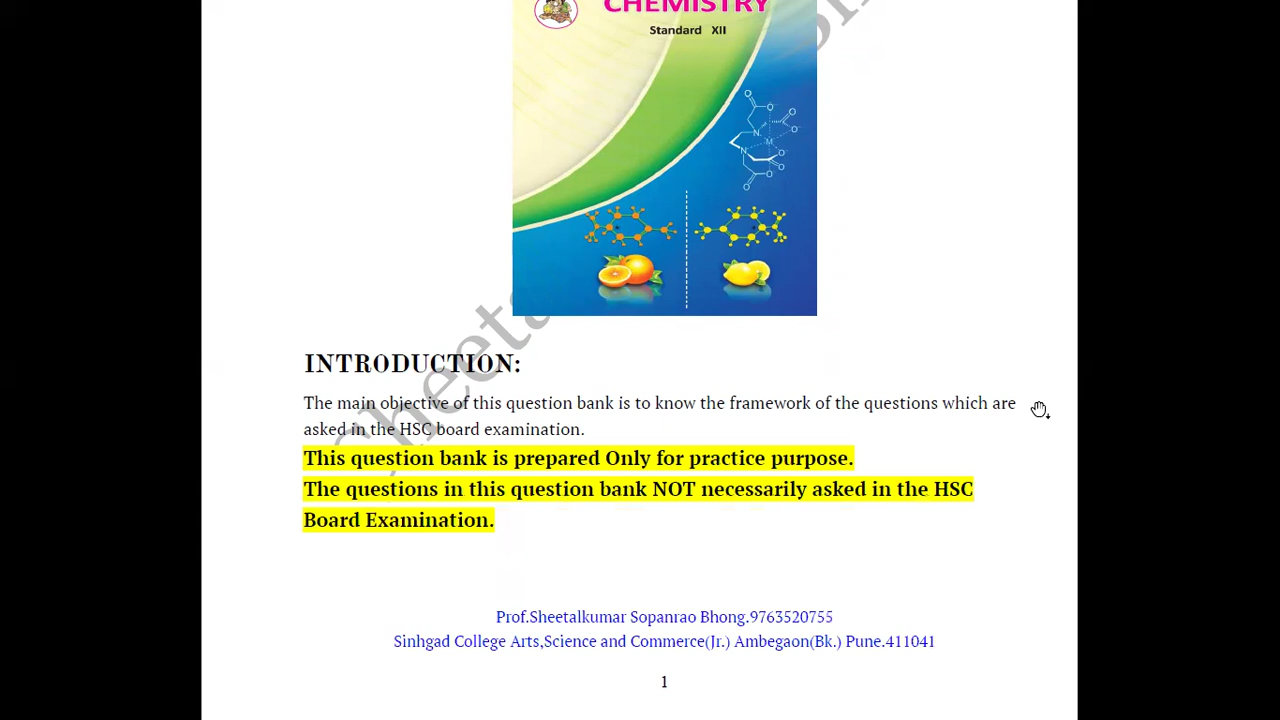 CHEMISTRY
Standard XII
INTRODUCTION:
The main objective of this question bank is to know the framework of the questions which are
asked in the HSC board examination.
This question bank is prepared Only for practice purpose.
The questions in this question bank NOT necessarily asked in the HSC
Board Examination.
Prof.Sheetalkumar Sopanrao Bhong.9763520755
Sinhgad College Arts,Science and Commerce(Jr.) Ambegaon(Bk.) Pune.411041
1